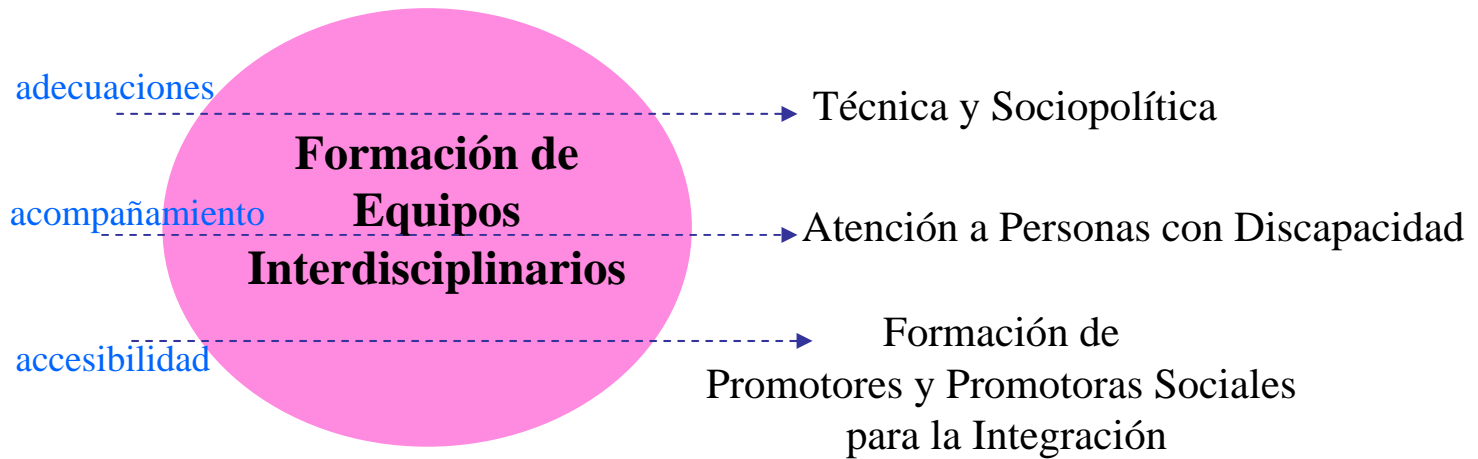 adecuaciones
Técnica y Sociopolítica
Formación de
Equipos
Interdisciplinarios
acompañamiento
Atención a Personas con Discapacidad
accesibilidad
Formación de
Promotores y Promotoras Sociales
para la Integración